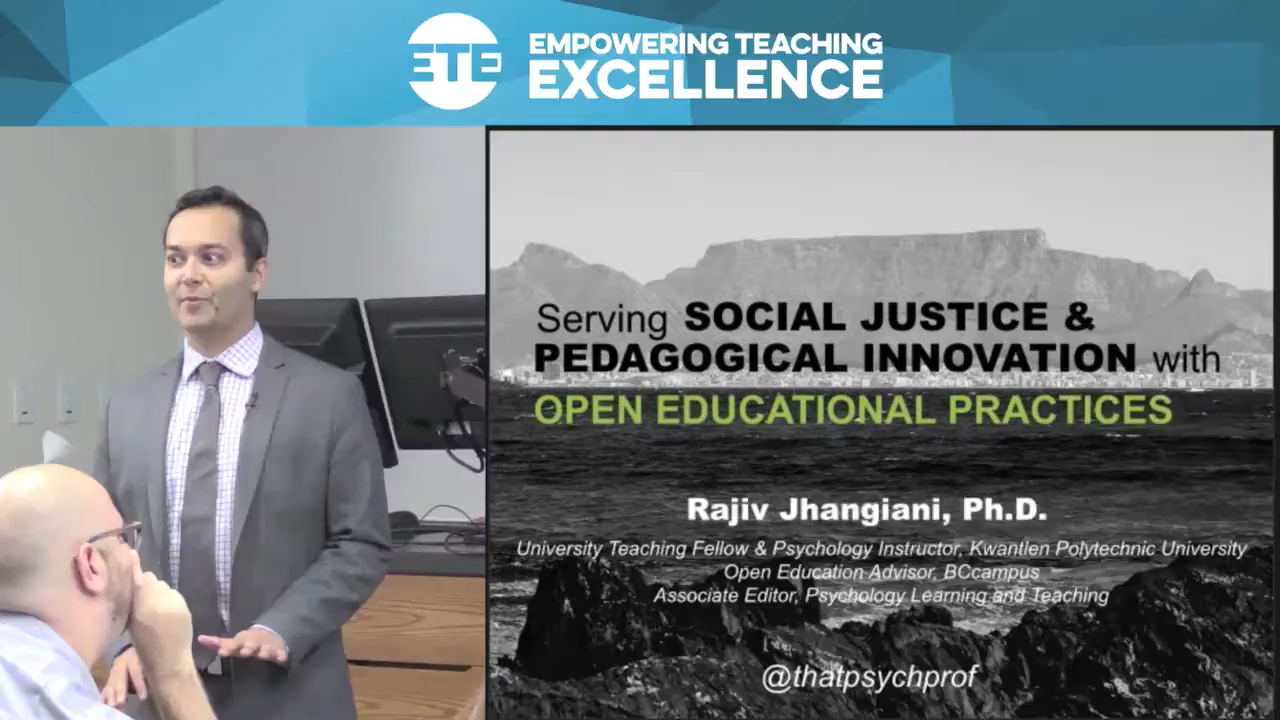 ETE
EMPOWERING TEACHING
EXCELLENCE
Serving SOCIAL JUSTICE &
PEDAGOGICAL INNOVATION with
OPEN EDUCATIONAL PRACTICES
Rajiv Jhangiani, Ph.D.
University Teaching Fellow & Psychology Instructor, Kwantlen Polytechnic University
Open Education Advisor, BCcampus
Associate Editor, Psychology Learning and Teaching
@thatpsychprof